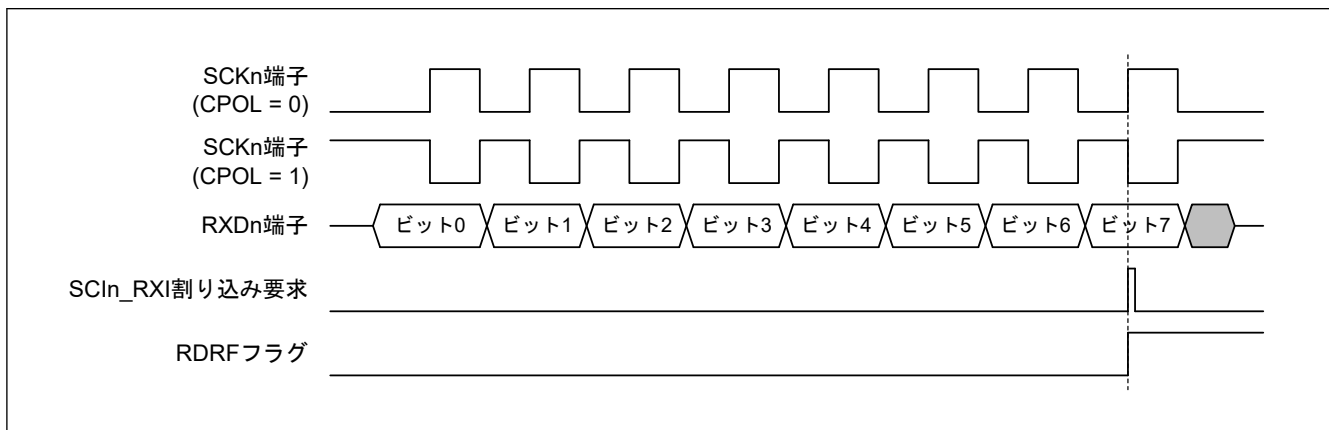 SCKn端子
(CPOL = 0)
SCKn端子
(CPOL = 1)
RXDn端子
ビット0 ビット1 ビット2 ビット3 ビット4 ビット5 ビット6 ビット7
SCIn_RXI割り込み要求
RDRFフラグ